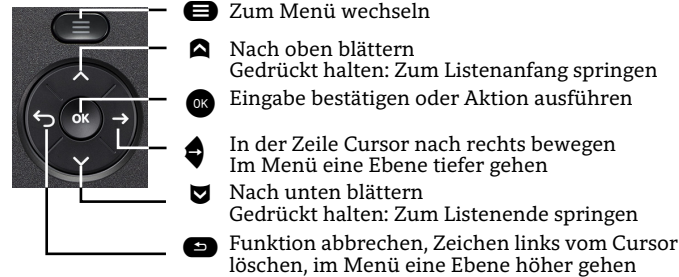 Zum Menü wechseln
Nach oben blättern
Gedrückt halten: Zum Listenanfang springen
OK
OK
Eingabe bestätigen oder Aktion ausführen
In der Zeile Cursor nach rechts bewegen
Im Menü eine Ebene tiefer gehen
Nach unten blättern
Gedrückt halten: Zum Listenende springen
Funktion abbrechen, Zeichen links vom Cursor
löschen, im Menü eine Ebene höher gehen